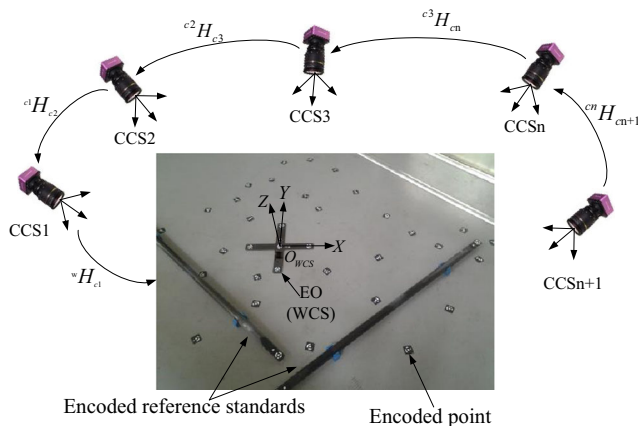 c2Hc3
c3Hcn
c1Hc2
CCS2
CCS3
CCSn
cnHcn+1
CCS1
Y
Z
X
OWCS
wHc1
EO
(WCS)
CCSn+1
Encoded reference standards
Encoded point